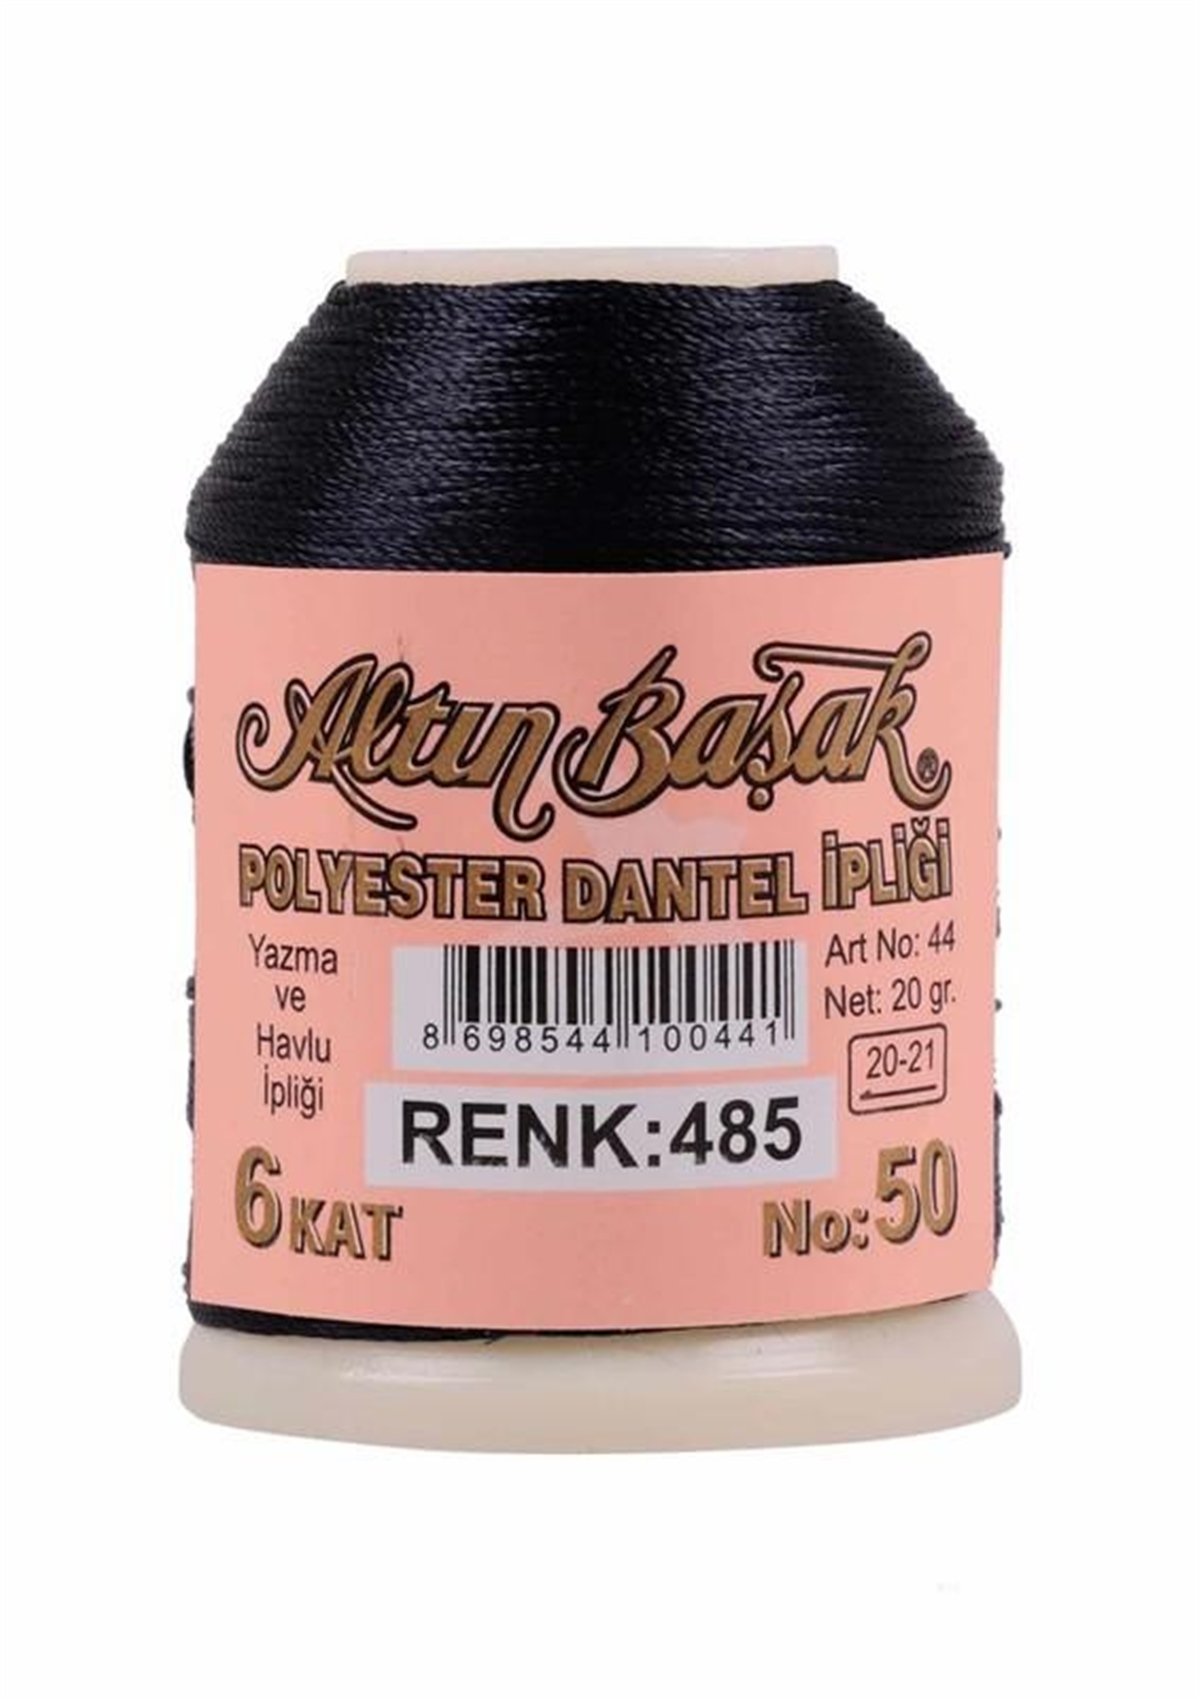 Altın Başak ®
POLYESTER DANTEL İPLİĞİ
Yazma
ve
Havlu
İpliği
8 698544 100441
Art No: 44
Net: 20 gr.
20-21
RENK:485
6 KAT
No: 50